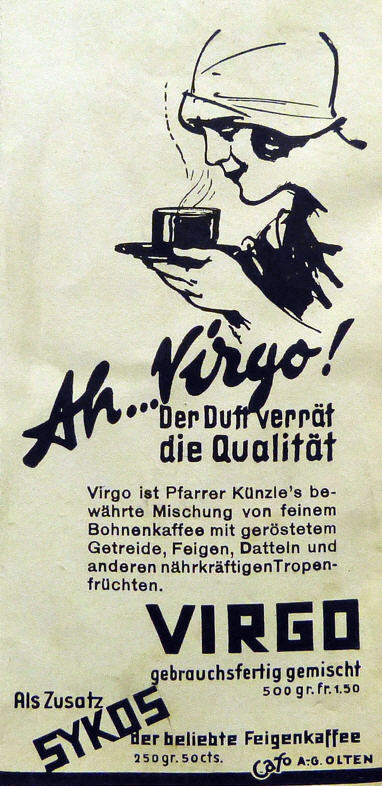 Ah... Virgo!
Der Duft verrät
die Qualität
Virgo ist Pfarrer Künzle's be-
währte Mischung von feinem
Bohnenkaffee mit geröstetem
Getreide, Feigen, Datteln und
anderen nährkräftigen Tropen-
früchten.
VIRGO
gebrauchsfertig gemischt
500 gr. fr. 1.50
Als Zusatz
SYKOS
der beliebte Feigenkaffee
250 gr. 50 cts.
Cafo A.-G. OLTEN